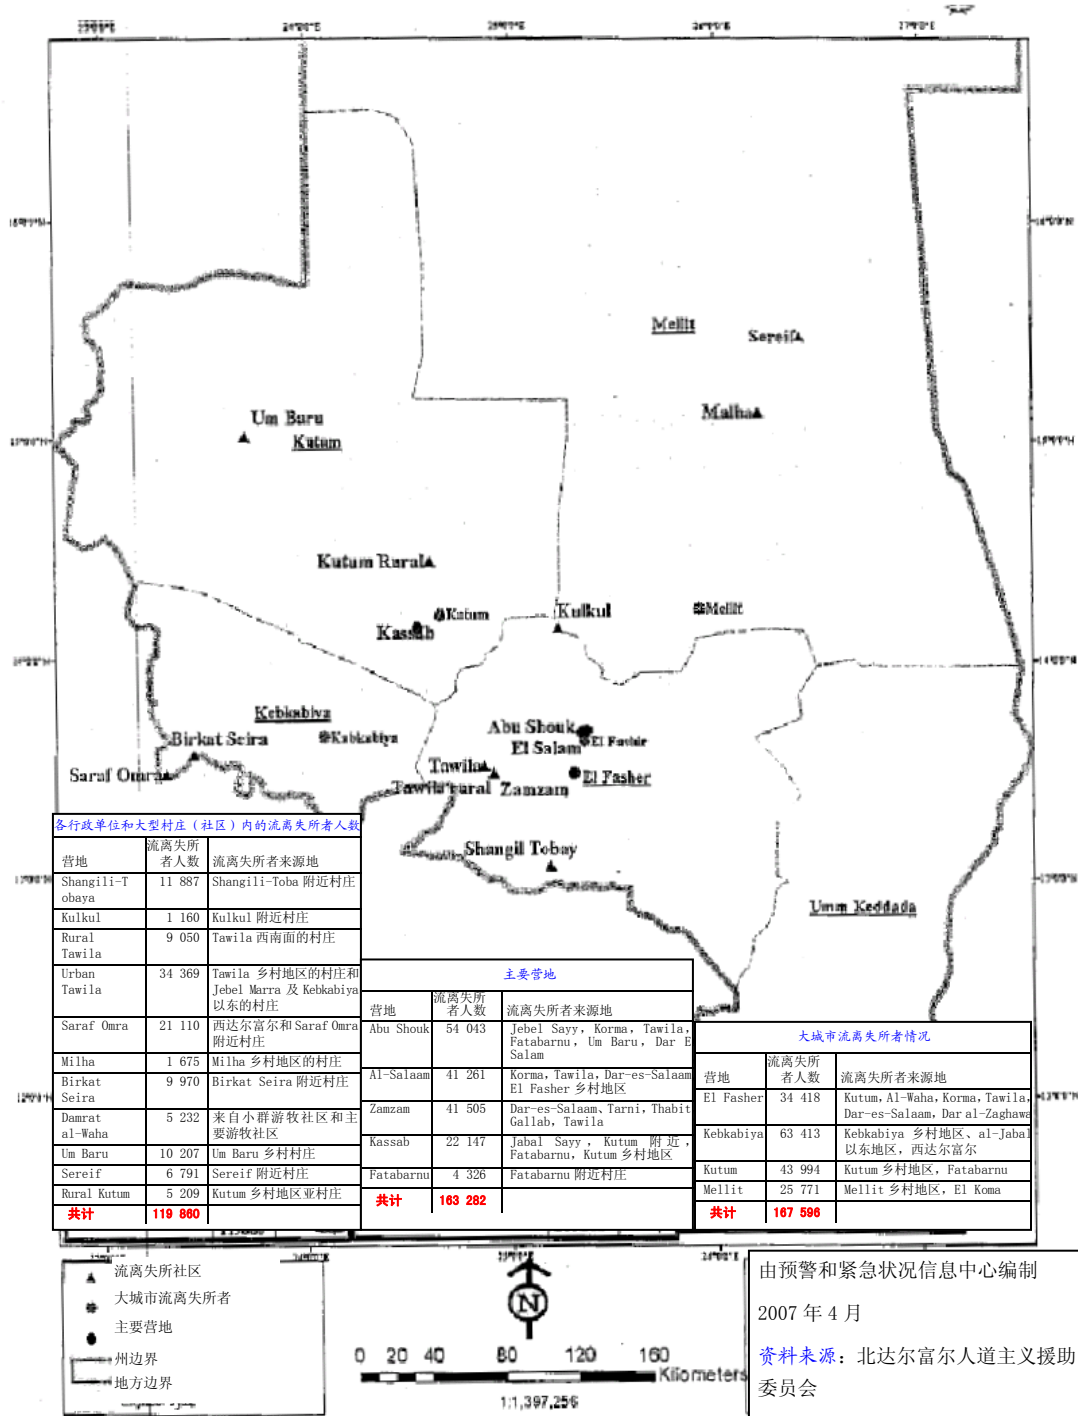 Mellit
Sereif
Malha
Um Baru
Kutum
Kutum Rural
Kutum
Kassab
Kulkul
Mellit
Kebkabiya
Kabkabiya
Birkat Seira
Saraf Omra
Abu Shouk
El Fasher
El Salam
Tawila
El Fasher
Tawila rural
Zamzam
Shangil Tobay
Umm Keddada
各行政单位和大型村庄（社区）内的流离失所者人数
营地 流离失所者人数 流离失所者来源地
Shangili-Tobaya 11 887 Shangili-Toba 附近村庄
Kulkul 1 160 Kulkul 附近村庄
Rural Tawila 9 050 Tawila 西南面的村庄
Urban Tawila 34 369 Tawila 乡村地区的村庄和 Jebel Marra 及 Kebkabiya 以东的村庄
Saraf Omra 21 110 西达尔富尔和 Saraf Omra 附近村庄
Milha 1 675 Milha 乡村地区的村庄
Birkat Seira 9 970 Birkat Seira 附近村庄
Damrat al-Waha 5 232 来自小群游牧社区和主要游牧社区
Um Baru 10 207 Um Baru 乡村村庄
Sereif 6 791 Sereif 附近村庄
Rural Kutum 5 209 Kutum 乡村地区亚村庄
共计 119 860
主要营地
营地 流离失所者人数 流离失所者来源地
Abu Shouk 54 043 Jebel Sayy, Korma, Tawila, Fatabarnu, Um Baru, Dar E Salam
Al-Salaam 41 261 Korma, Tawila, Dar-es-Salaam El Fasher 乡村地区
Zamzam 41 505 Dar-es-Salaam、Tarni, Thabit Gallab, Tawila
Kassab 22 147 Jabal Sayy, Kutum 附近, Fatabarnu, Kutum 乡村地区
Fatabarnu 4 326 Fatabarnu 附近村庄
共计 163 282
大城市流离失所者情况
营地 流离失所者人数 流离失所者来源地
El Fasher 34 418 Kutum, Al-Waha, Korma, Tawila, Dar-es-Salaam, Dar al-Zaghawa
Kebkabiya 63 413 Kebkabiya 乡村地区、al-Jabal 以东地区，西达尔富尔
Kutum 43 994 Kutum 乡村地区，Fatabarnu
Mellit 25 771 Mellit 乡村地区，El Koma
共计 167 596
流离失所社区
大城市流离失所者
主要营地
州边界
地方边界
N
0 20 40 80 120 160
Kilometers
1:1,397,256
由预警和紧急状况信息中心编制
2007 年 4 月
资料来源：北达尔富尔人道主义援助
委员会